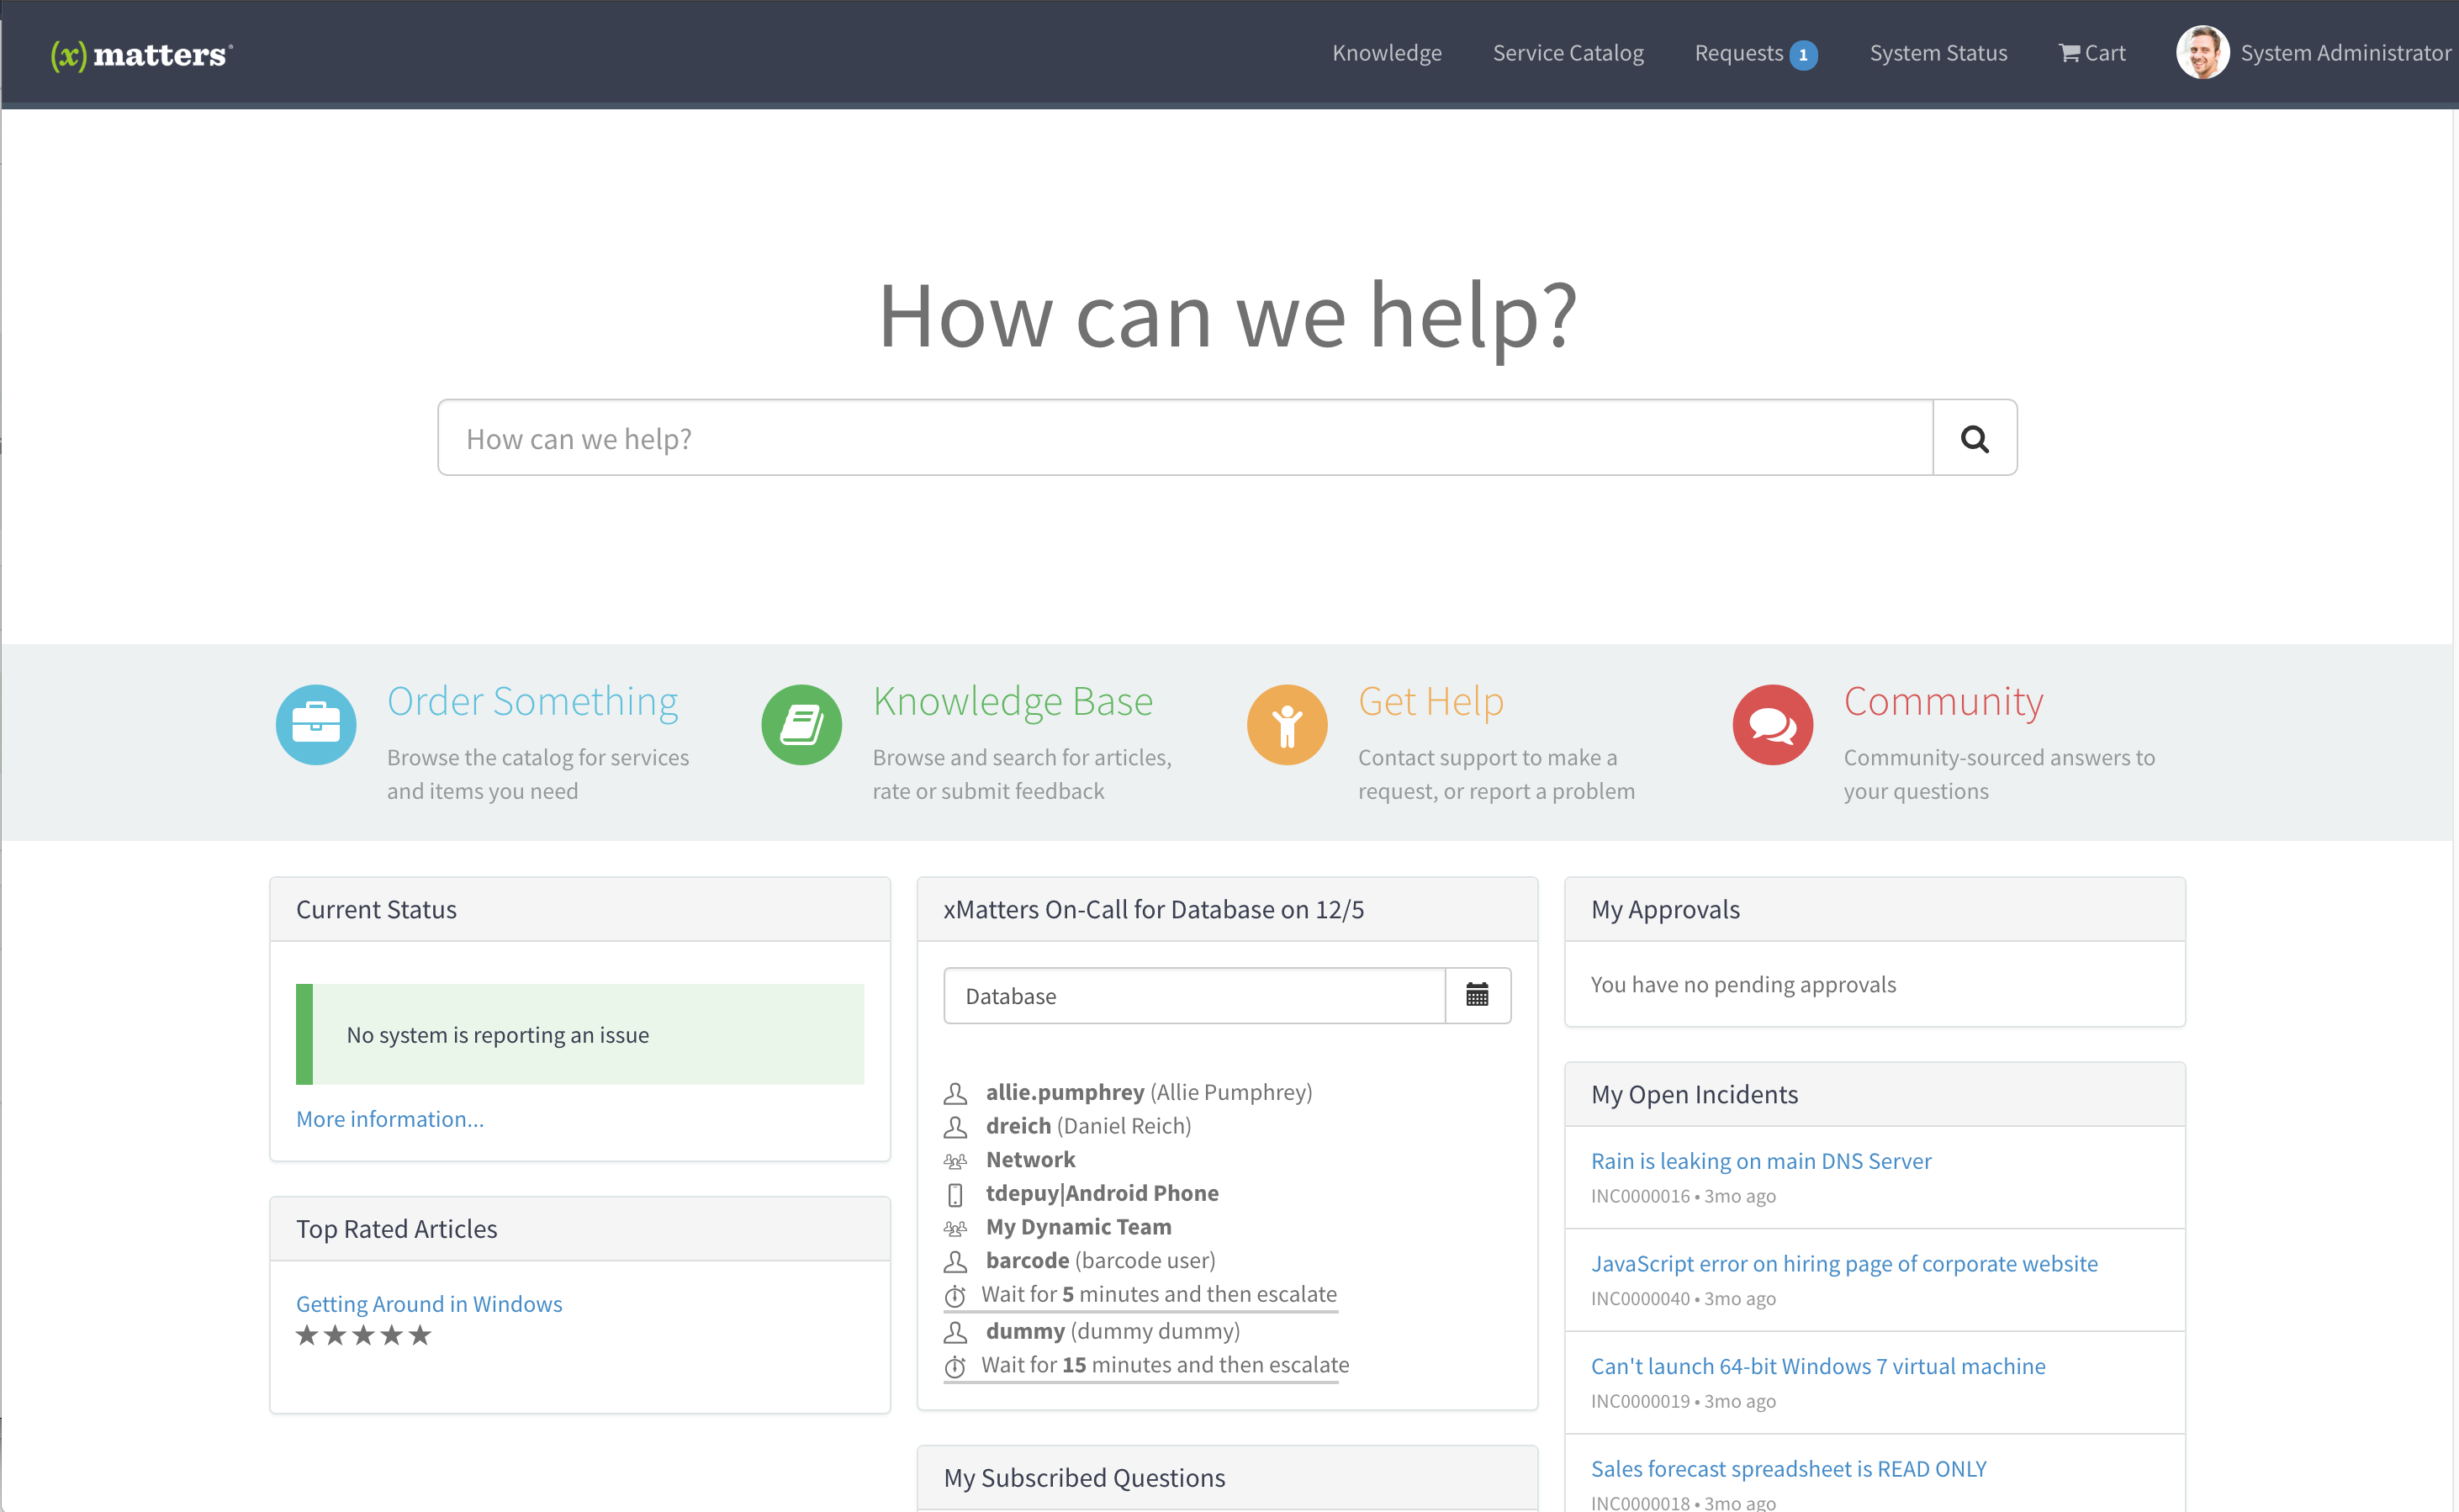 (x) matters®
Knowledge Service Catalog Requests 1 System Status Cart System Administrator
How can we help?
How can we help?
Order Something
Browse the catalog for services
and items you need
Knowledge Base
Browse and search for articles,
rate or submit feedback
Get Help
Contact support to make a
request, or report a problem
Community
Community-sourced answers to
your questions
Current Status
No system is reporting an issue
More information...
Top Rated Articles
Getting Around in Windows
★★★★★
xMatters On-Call for Database on 12/5
Database
allie.pumphrey (Allie Pumphrey)
dreich (Daniel Reich)
Network
tdepuy|Android Phone
My Dynamic Team
barcode (barcode user)
Wait for 5 minutes and then escalate
dummy (dummy dummy)
Wait for 15 minutes and then escalate
My Subscribed Questions
My Approvals
You have no pending approvals
My Open Incidents
Rain is leaking on main DNS Server
INC0000016 • 3mo ago
JavaScript error on hiring page of corporate website
INC0000040 • 3mo ago
Can't launch 64-bit Windows 7 virtual machine
INC0000019 • 3mo ago
Sales forecast spreadsheet is READ ONLY
INC0000018 • 3mo ago